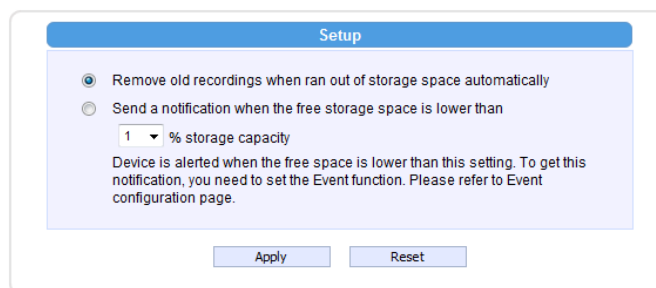 Setup
Remove old recordings when ran out of storage space automatically
Send a notification when the free storage space is lower than
1 % storage capacity
Device is alerted when the free space is lower than this setting. To get this
notification, you need to set the Event function. Please refer to Event
configuration page.
Apply Reset